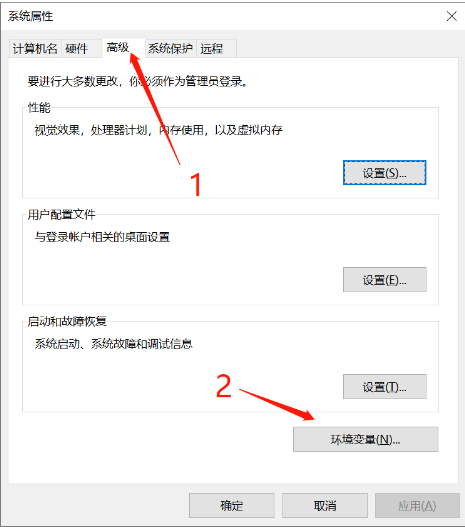 系统属性
计算机名 硬件 高级 系统保护 远程
要进行大多数更改，你必须作为管理员登录。
性能
视觉效果，处理器计划，内存使用，以及虚拟内存
设置(S)...
1
用户配置文件
与登录帐户相关的桌面设置
设置(E)...
启动和故障恢复
系统启动、系统故障和调试信息
设置(T)...
2
环境变量(N)...
确定 取消 应用(A)